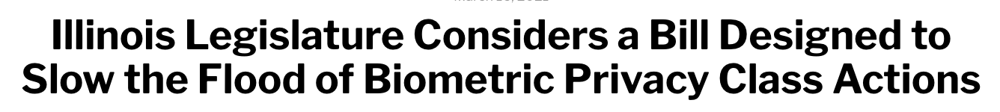 Illinois Legislature Considers a Bill Designed to
Slow the Flood of Biometric Privacy Class Actions